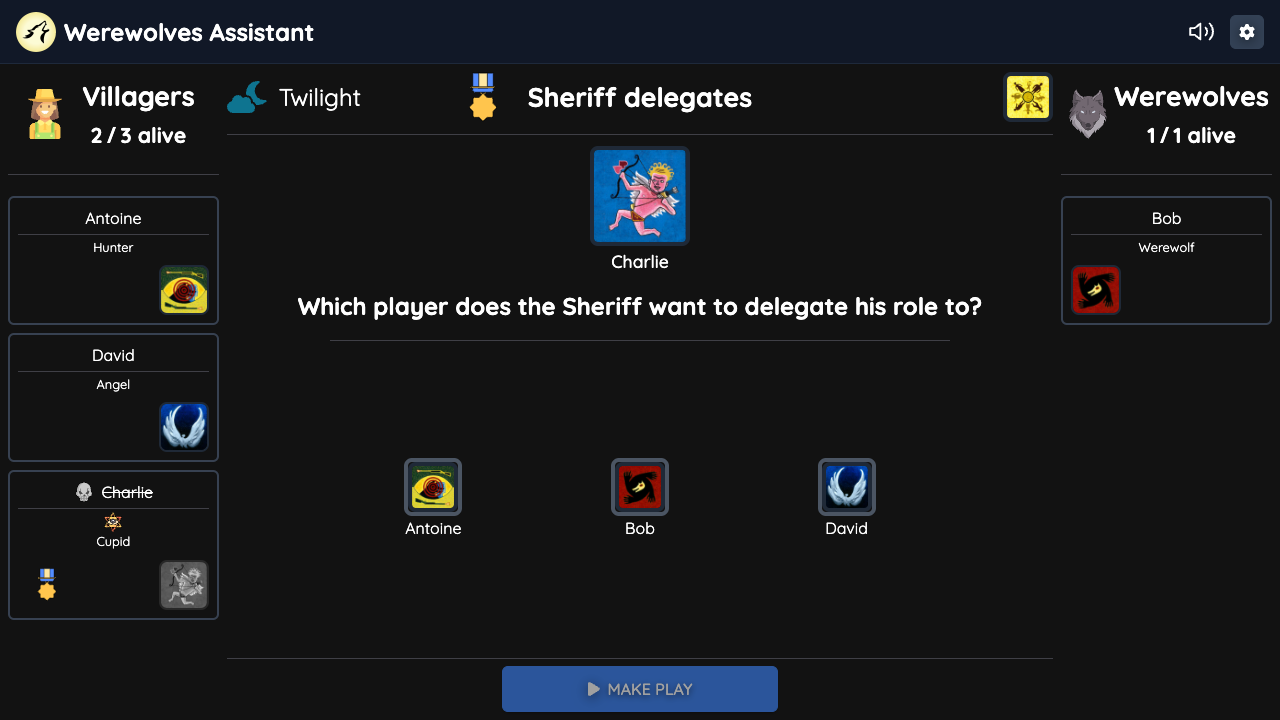 Werewolves Assistant
Villagers
2 / 3 alive
Twilight
Sheriff delegates
Werewolves
1 / 1 alive
Antoine
Hunter
David
Angel
Charlie
Cupid
Charlie
Which player does the Sheriff want to delegate his role to?
Antoine
Bob
David
Bob
Werewolf
MAKE PLAY